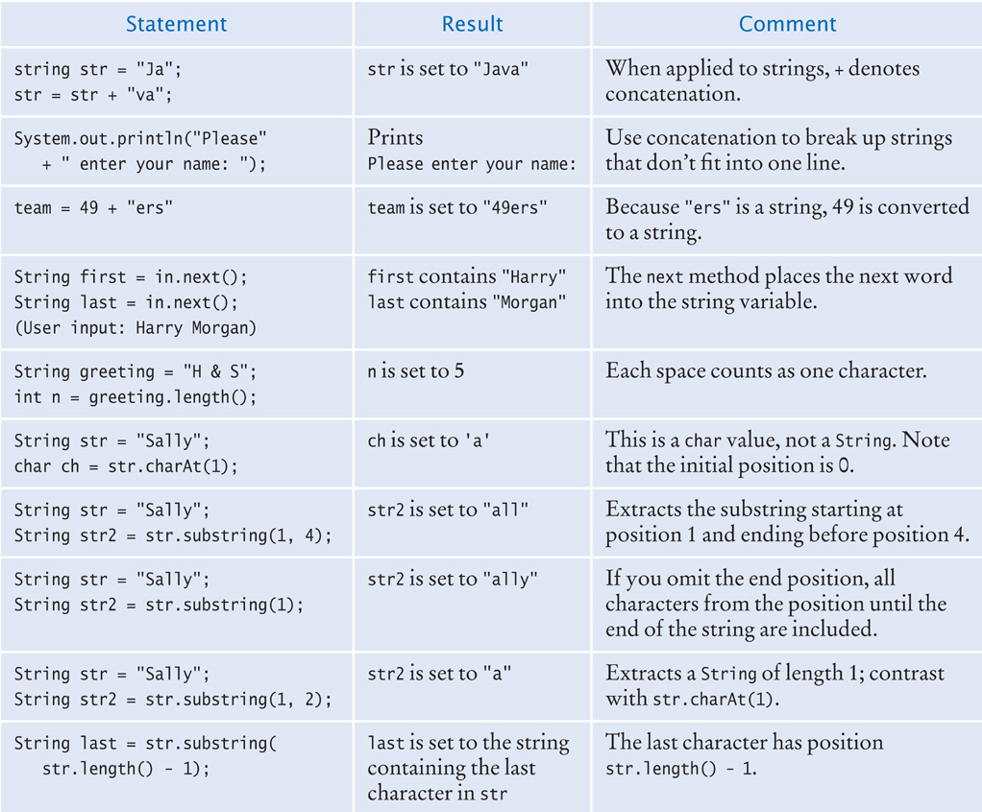 Statement
Result
Comment
string str = "Ja";
str = str + "va";
str is set to "Java"
When applied to strings, + denotes
concatenation.
System.out.println("Please"
+ " enter your name: ");
Prints
Please enter your name:
Use concatenation to break up strings
that don't fit into one line.
team = 49 + "ers"
team is set to "49ers"
Because "ers" is a string, 49 is converted
to a string.
String first = in.next();
String last = in.next();
(User input: Harry Morgan)
first contains "Harry"
last contains "Morgan"
The next method places the next word
into the string variable.
String greeting = "H & S";
int n = greeting.length();
n is set to 5
Each space counts as one character.
String str = "Sally";
char ch = str.charAt(1);
ch is set to 'a'
This is a char value, not a String. Note
that the initial position is 0.
String str = "Sally";
String str2 = str.substring(1, 4);
str2 is set to "all"
Extracts the substring starting at
position 1 and ending before position 4.
String str = "Sally";
String str2 = str.substring(1);
str2 is set to "ally"
If you omit the end position, all
characters from the position until the
end of the string are included.
String str = "Sally";
String str2 = str.substring(1, 2);
str2 is set to "a"
Extracts a String of length 1; contrast
with str.charAt(1).
String last = str.substring(
str.length() - 1);
last is set to the string
containing the last
character in str
The last character has position
str.length() - 1.